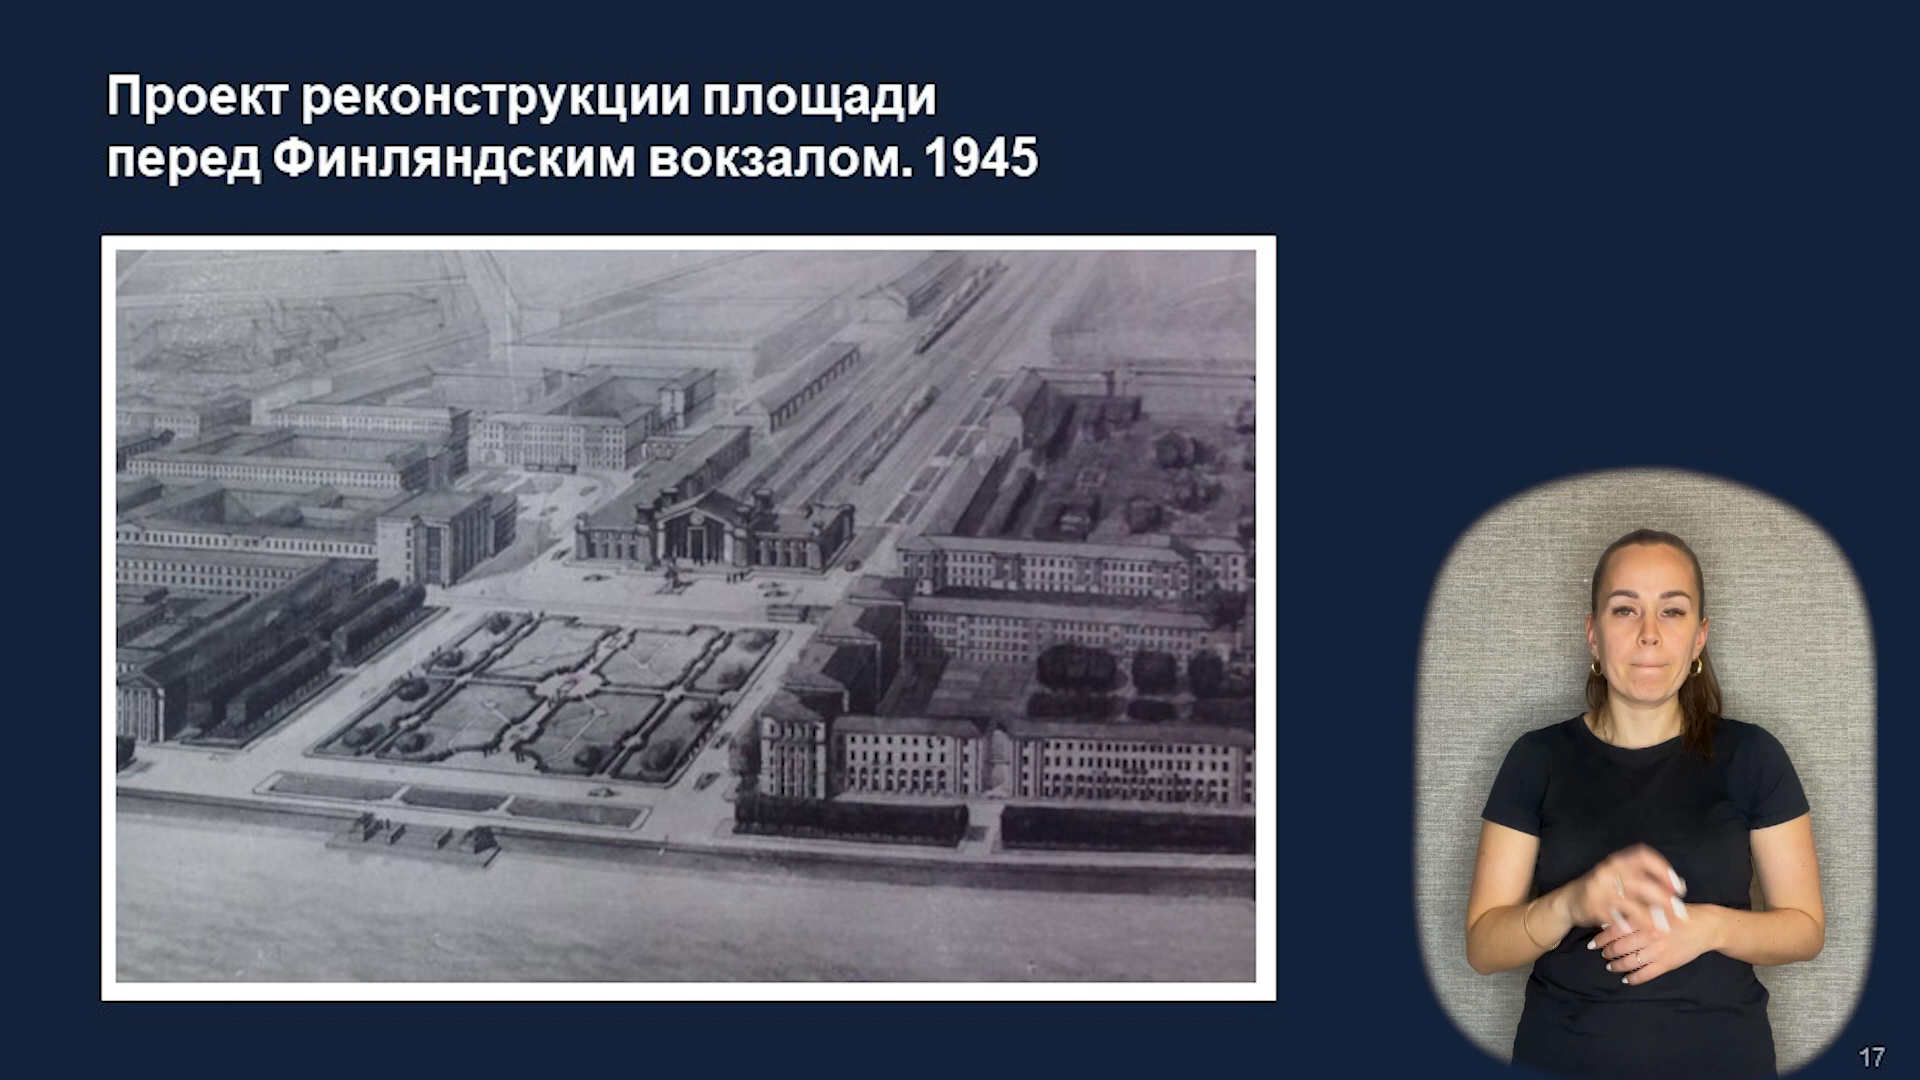 Проект реконструкции площади
перед Финляндским вокзалом. 1945
17